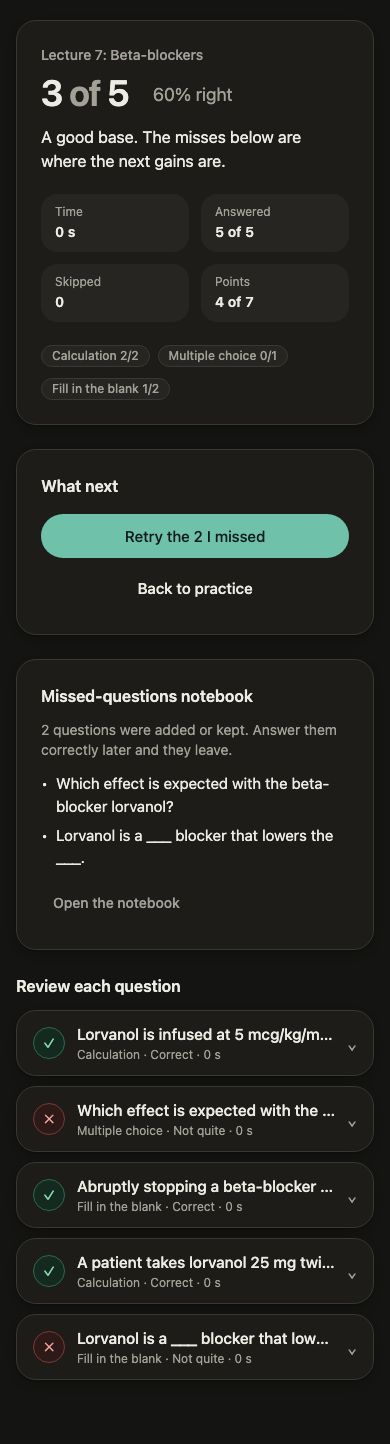 Lecture 7: Beta-blockers
3 of 5 60% right
A good base. The misses below are
where the next gains are.
Time
0 s
Answered
5 of 5
Skipped
0
Points
4 of 7
Calculation 2/2
Multiple choice 0/1
Fill in the blank 1/2
What next
Retry the 2 I missed
Back to practice
Missed-questions notebook
2 questions were added or kept. Answer them
correctly later and they leave.
• Which effect is expected with the beta-
blocker lorvanol?
• Lorvanol is a ___ blocker that lowers the
___.
Open the notebook
Review each question
Lorvanol is infused at 5 mcg/kg/m...
Calculation · Correct · 0 s
Which effect is expected with the ...
Multiple choice · Not quite · 0 s
Abruptly stopping a beta-blocker ...
Fill in the blank · Correct · 0 s
A patient takes lorvanol 25 mg twi...
Calculation · Correct · 0 s
Lorvanol is a ___ blocker that low...
Fill in the blank · Not quite · 0 s